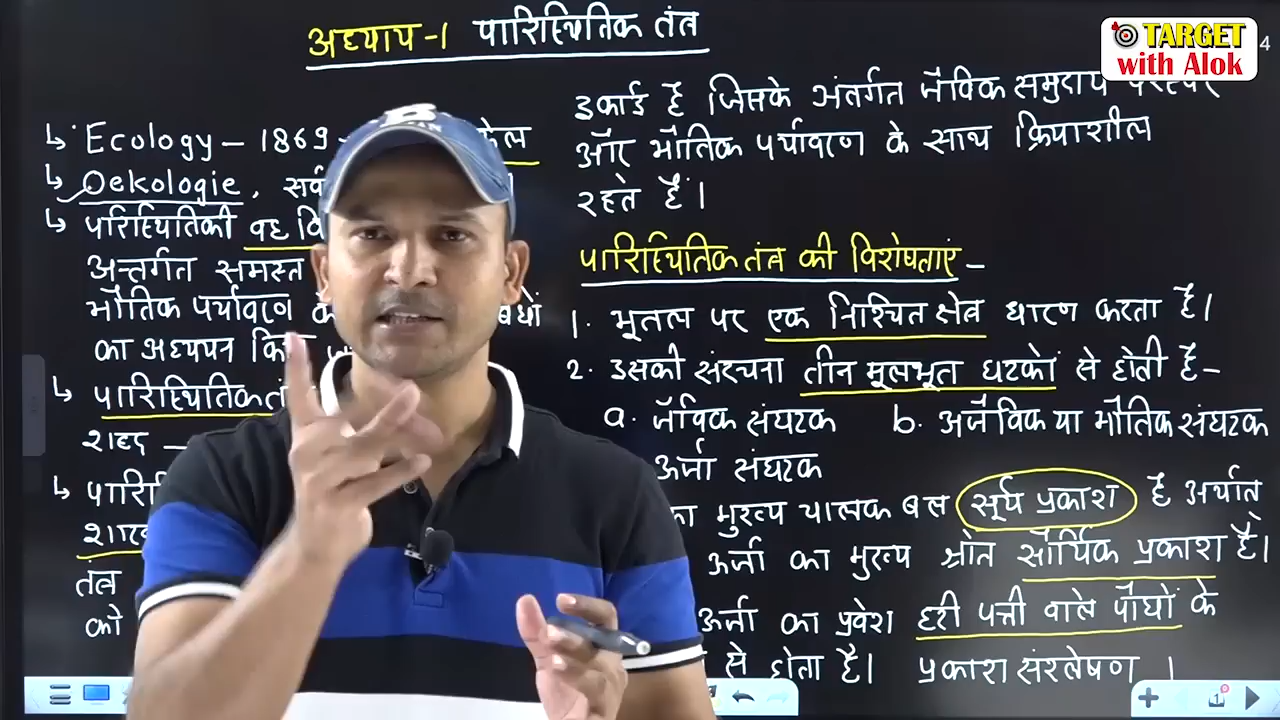 अध्याय-1 पारिस्थितिक तंत्र
TARGET
with Alok
4
↳ Ecology – 1869 –
↳ Oekologie, सर्व
↳ पारिस्थितिकी वह वि
अन्तर्गत समस्त
भौतिक पर्यावरण के
का अध्ययन कि
↳ पारिस्थितिक तं
शब्द –
↳ पारि
तंत्र
को
इकाई है जिसके अंतर्गत जैविक समुदाय परस्पर
और भौतिक पर्यावरण के साथ क्रियाशील
रहते हैं।
पारिस्थितिक तंत्र की विशेषताएं –
1. भूतल पर एक निश्चित क्षेत्र धारण करता है।
2. इसकी संरचना तीन मूलभूत घटकों से होती है–
a. जैविक संघटक b. अजैविक या भौतिक संघटक
ऊर्जा संघटक
का मुख्य चालक बल सूर्य प्रकाश है अर्थात
ऊर्जा का मुख्य स्रोत सौर्यिक प्रकाश है।
ऊर्जा का प्रवेश हरी पत्ती वाले पौधों के
से होता है। प्रकाश संश्लेषण ।